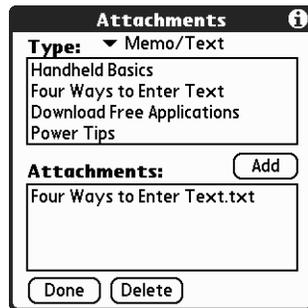 Attachments
Type: Memo/Text
Handheld Basics
Four Ways to Enter Text
Download Free Applications
Power Tips
Attachments:
Add
Four Ways to Enter Text.txt
Done Delete